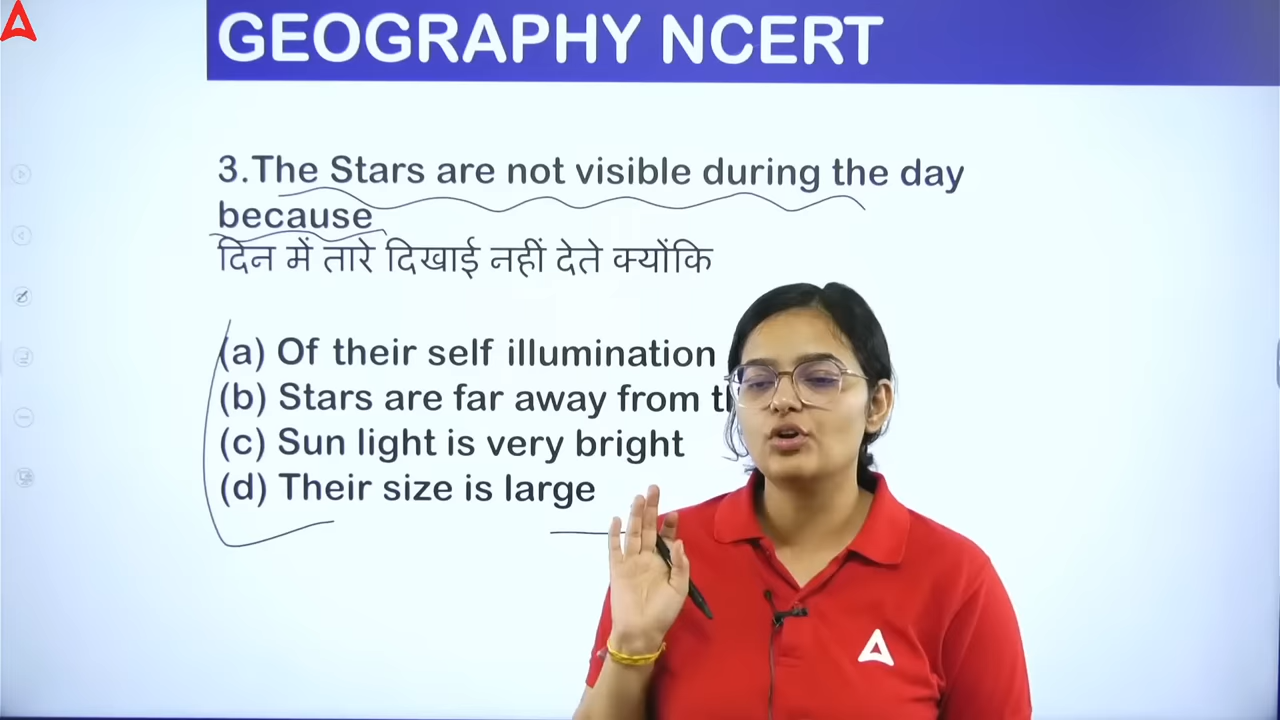 GEOGRAPHY NCERT
3.The Stars are not visible during the day
because
दिन में तारे दिखाई नहीं देते क्योंकि
(a) Of their self illumination
(b) Stars are far away from
(c) Sun light is very bright
(d) Their size is large